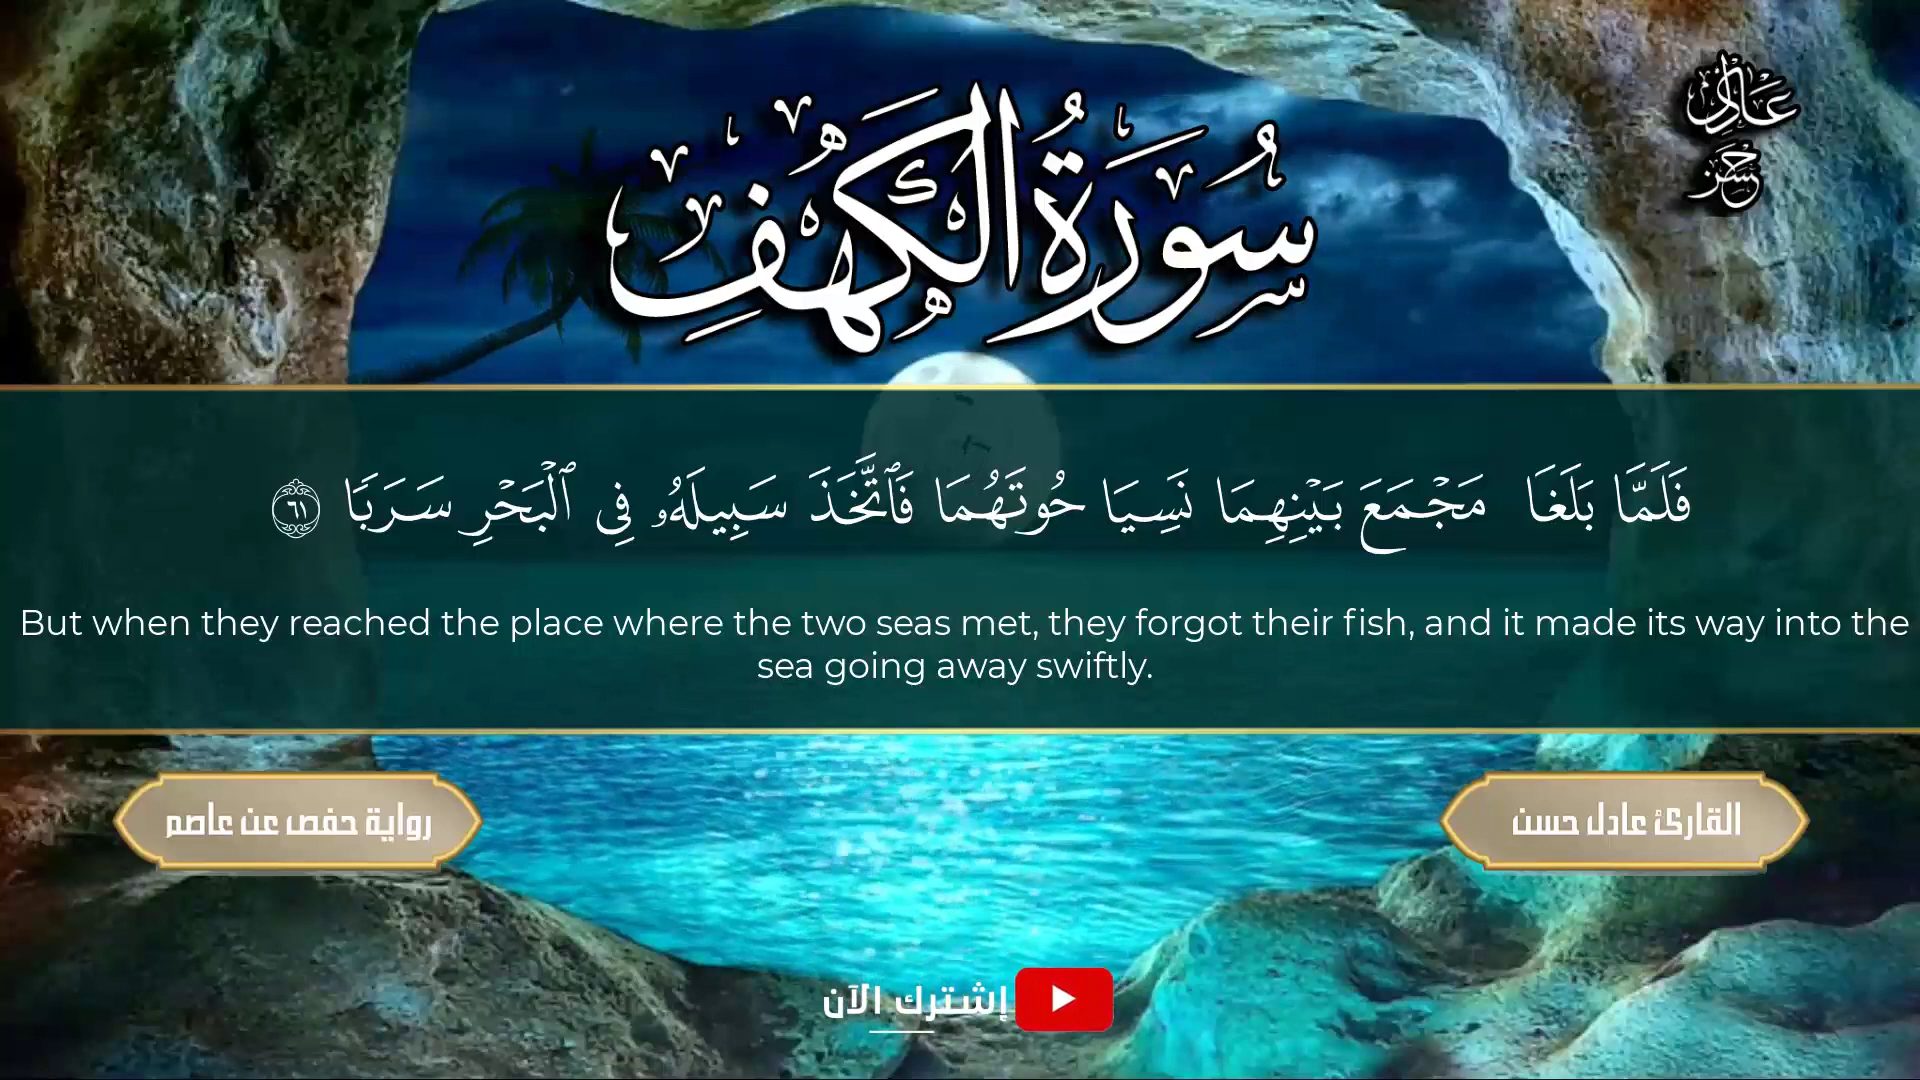 سُورَةُ الْكَهْفِ
عادل
حسن
فَلَمَّا بَلَغَا مَجْمَعَ بَيْنِهِمَا نَسِيَا حُوتَهُمَا فَٱتَّخَذَ سَبِيلَهُۥ فِى ٱلْبَحْرِ سَرَبًا ٦١
But when they reached the place where the two seas met, they forgot their fish, and it made its way into the
sea going away swiftly.
القارئ عادل حسن
رواية حفص عن عاصم
إشترك الآن